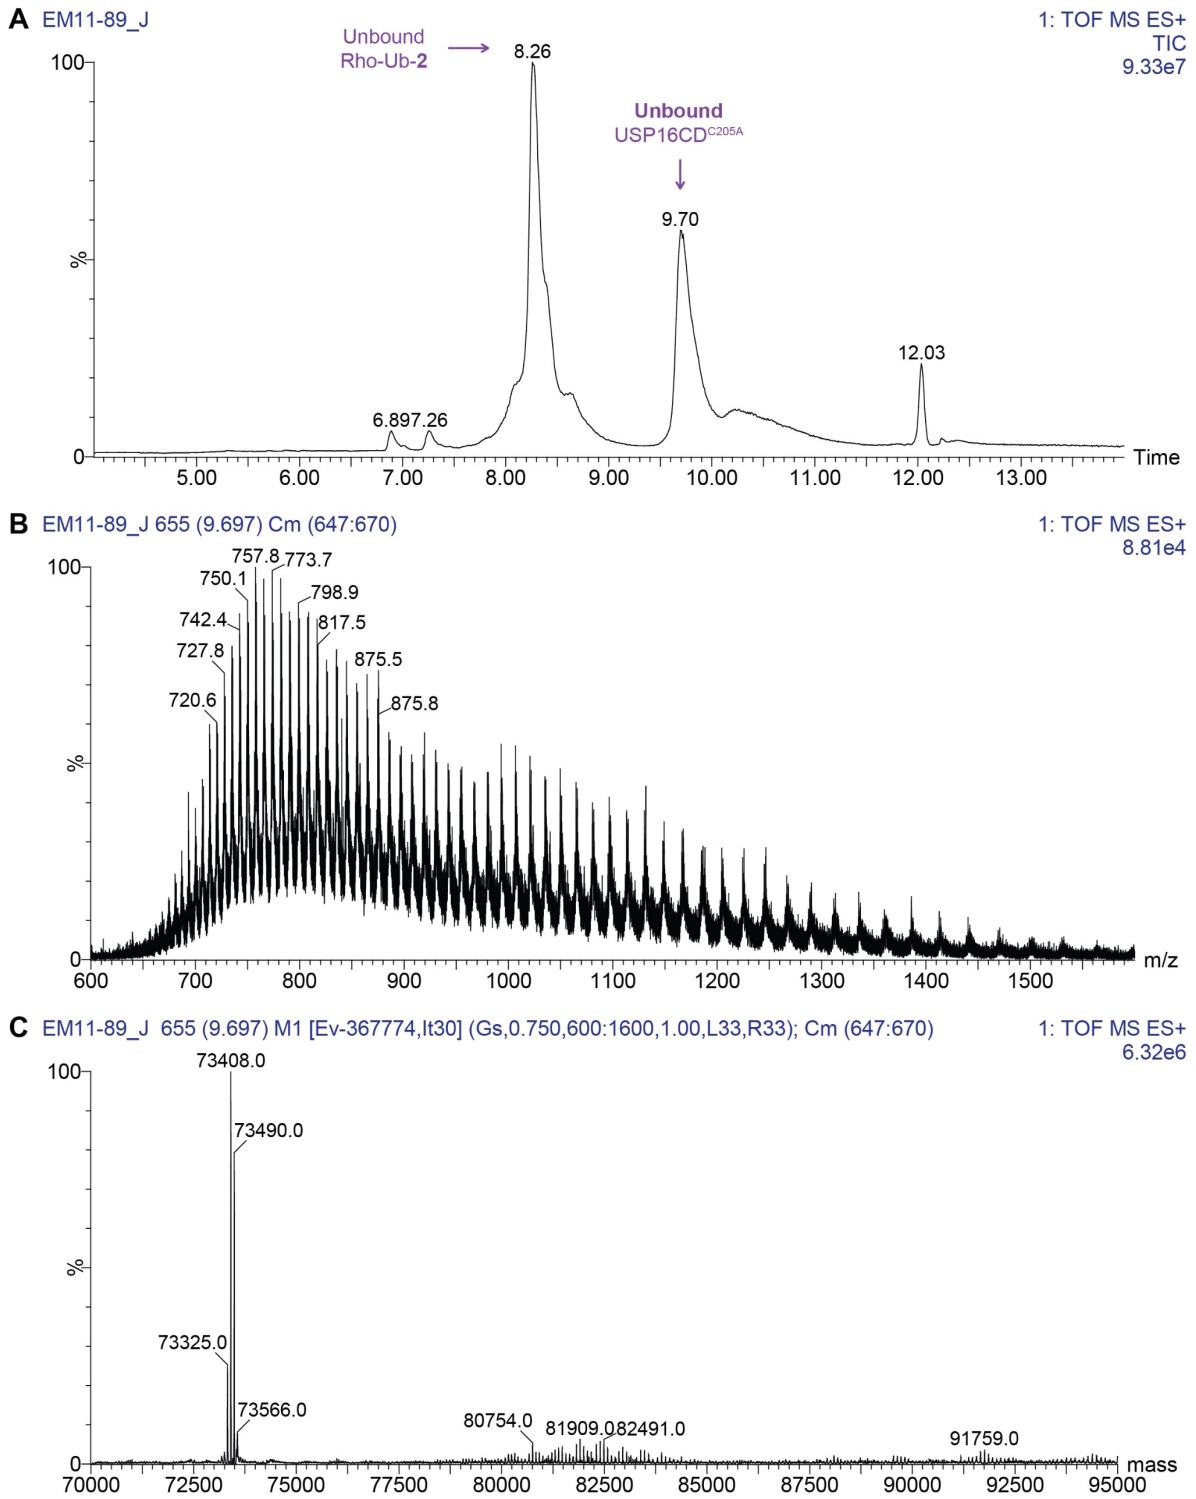 A EM11-89_J
1: TOF MS ES+
TIC
9.33e7
Unbound
Rho-Ub-2
8.26
Unbound
USP16CD^C205A
9.70
12.03
6.897.26
100
%
0
5.00 6.00 7.00 8.00 9.00 10.00 11.00 12.00 13.00
Time
B EM11-89_J 655 (9.697) Cm (647:670)
1: TOF MS ES+
8.81e4
757.8
773.7
750.1
798.9
742.4
817.5
727.8
875.5
720.6
875.8
100
%
0
600 700 800 900 1000 1100 1200 1300 1400 1500
m/z
C EM11-89_J 655 (9.697) M1 [Ev-367774,It30] (Gs,0.750,600:1600,1.00,L33,R33); Cm (647:670)
1: TOF MS ES+
6.32e6
73408.0
73490.0
73325.0
73566.0
80754.0
81909.0
82491.0
91759.0
100
%
0
70000 72500 75000 77500 80000 82500 85000 87500 90000 92500 95000
mass